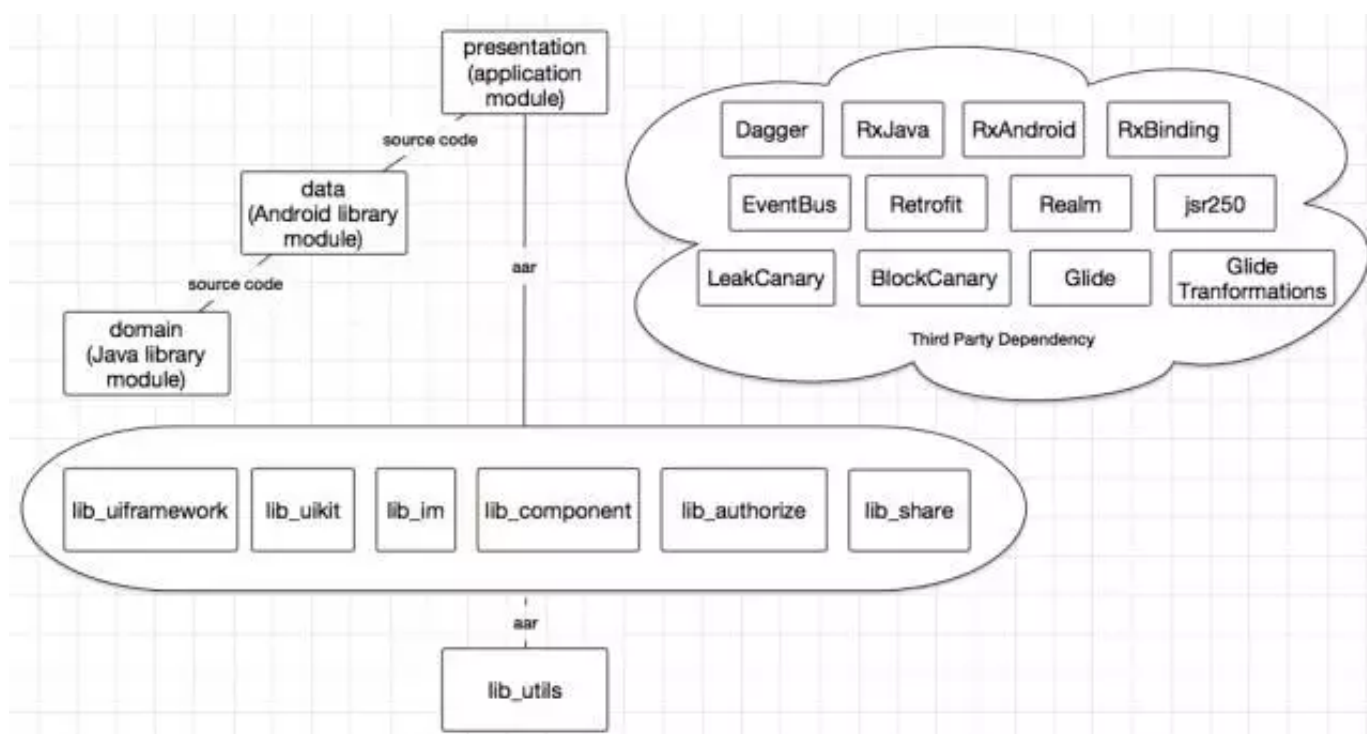 presentation
(application
module)
source code
data
(Android library
module)
source code
domain
(Java library
module)
aar
Dagger
RxJava
RxAndroid
RxBinding
EventBus
Retrofit
Realm
jsr250
LeakCanary
BlockCanary
Glide
Glide
Tranformations
Third Party Dependency
lib_uiframework
lib_uikit
lib_im
lib_component
lib_authorize
lib_share
aar
lib_utils